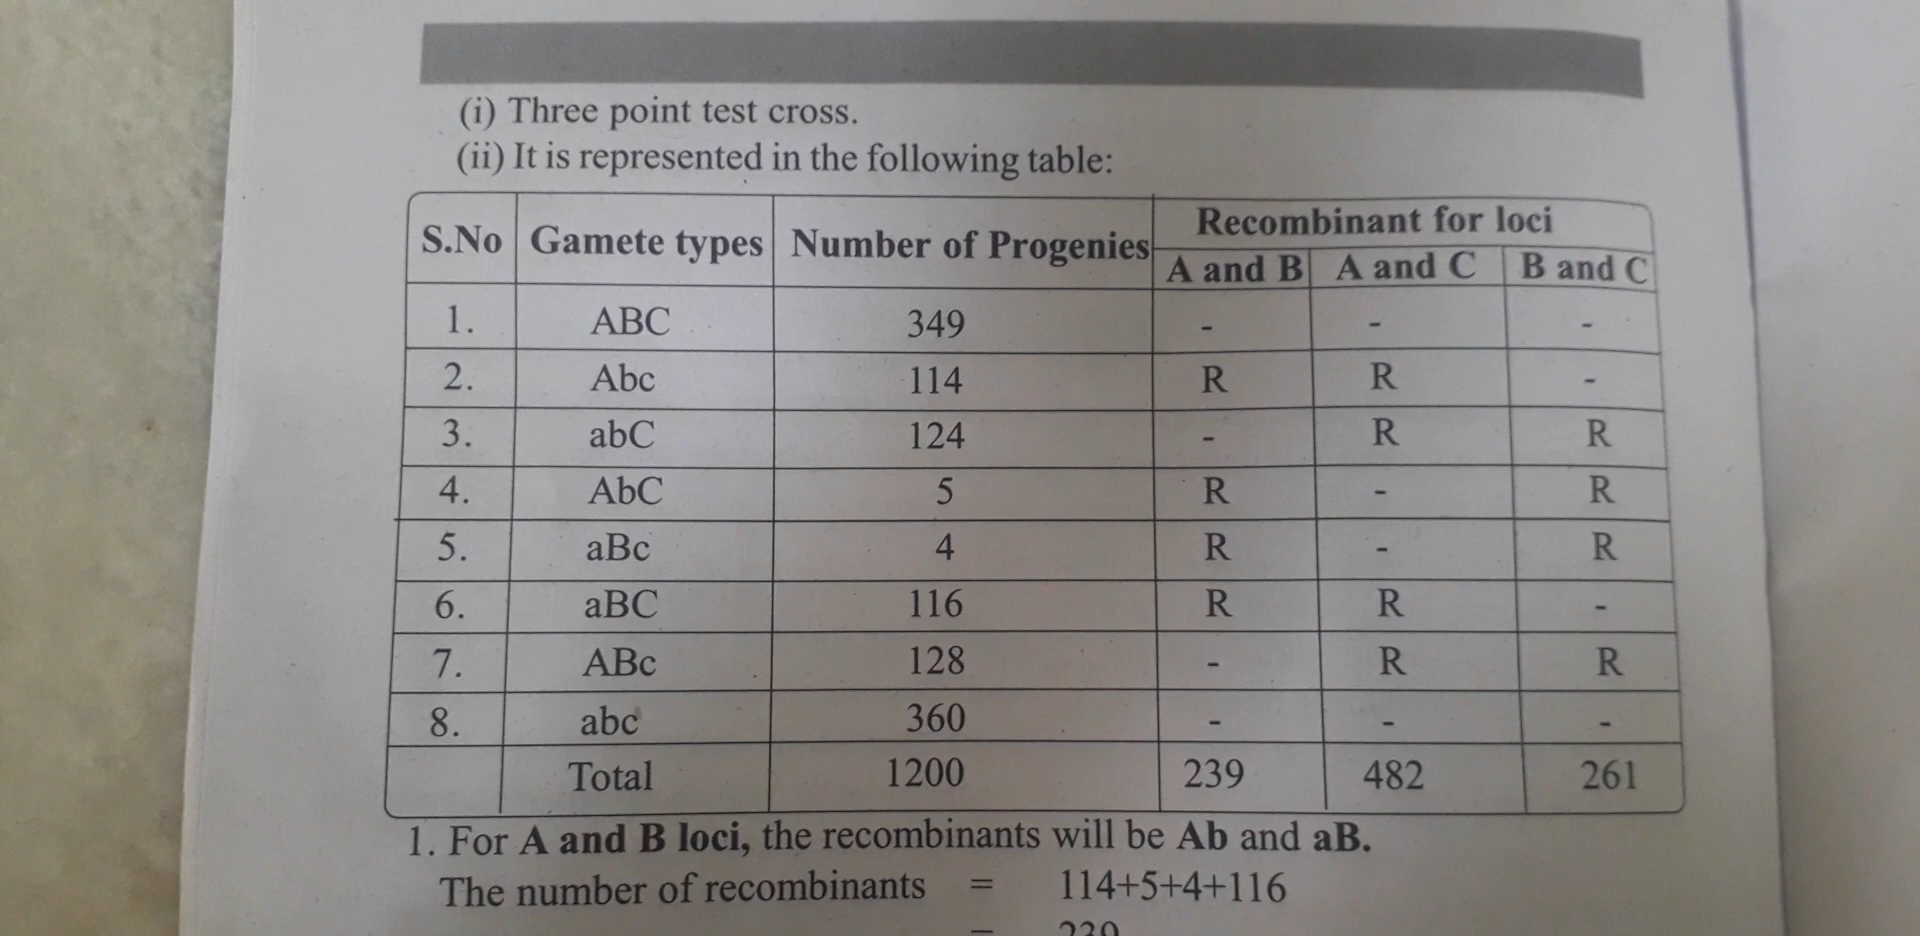 (i) Three point test cross.
(ii) It is represented in the following table:
S.No Gamete types Number of Progenies Recombinant for loci
A and B A and C B and C
1. ABC 349 - - -
2. Abc 114 R R -
3. abC 124 - R R
4. AbC 5 R - R
5. aBc 4 R - R
6. aBC 116 R R -
7. ABc 128 - R R
8. abc 360 - - -
Total 1200 239 482 261
1. For A and B loci, the recombinants will be Ab and aB.
The number of recombinants = 114+5+4+116
= 239